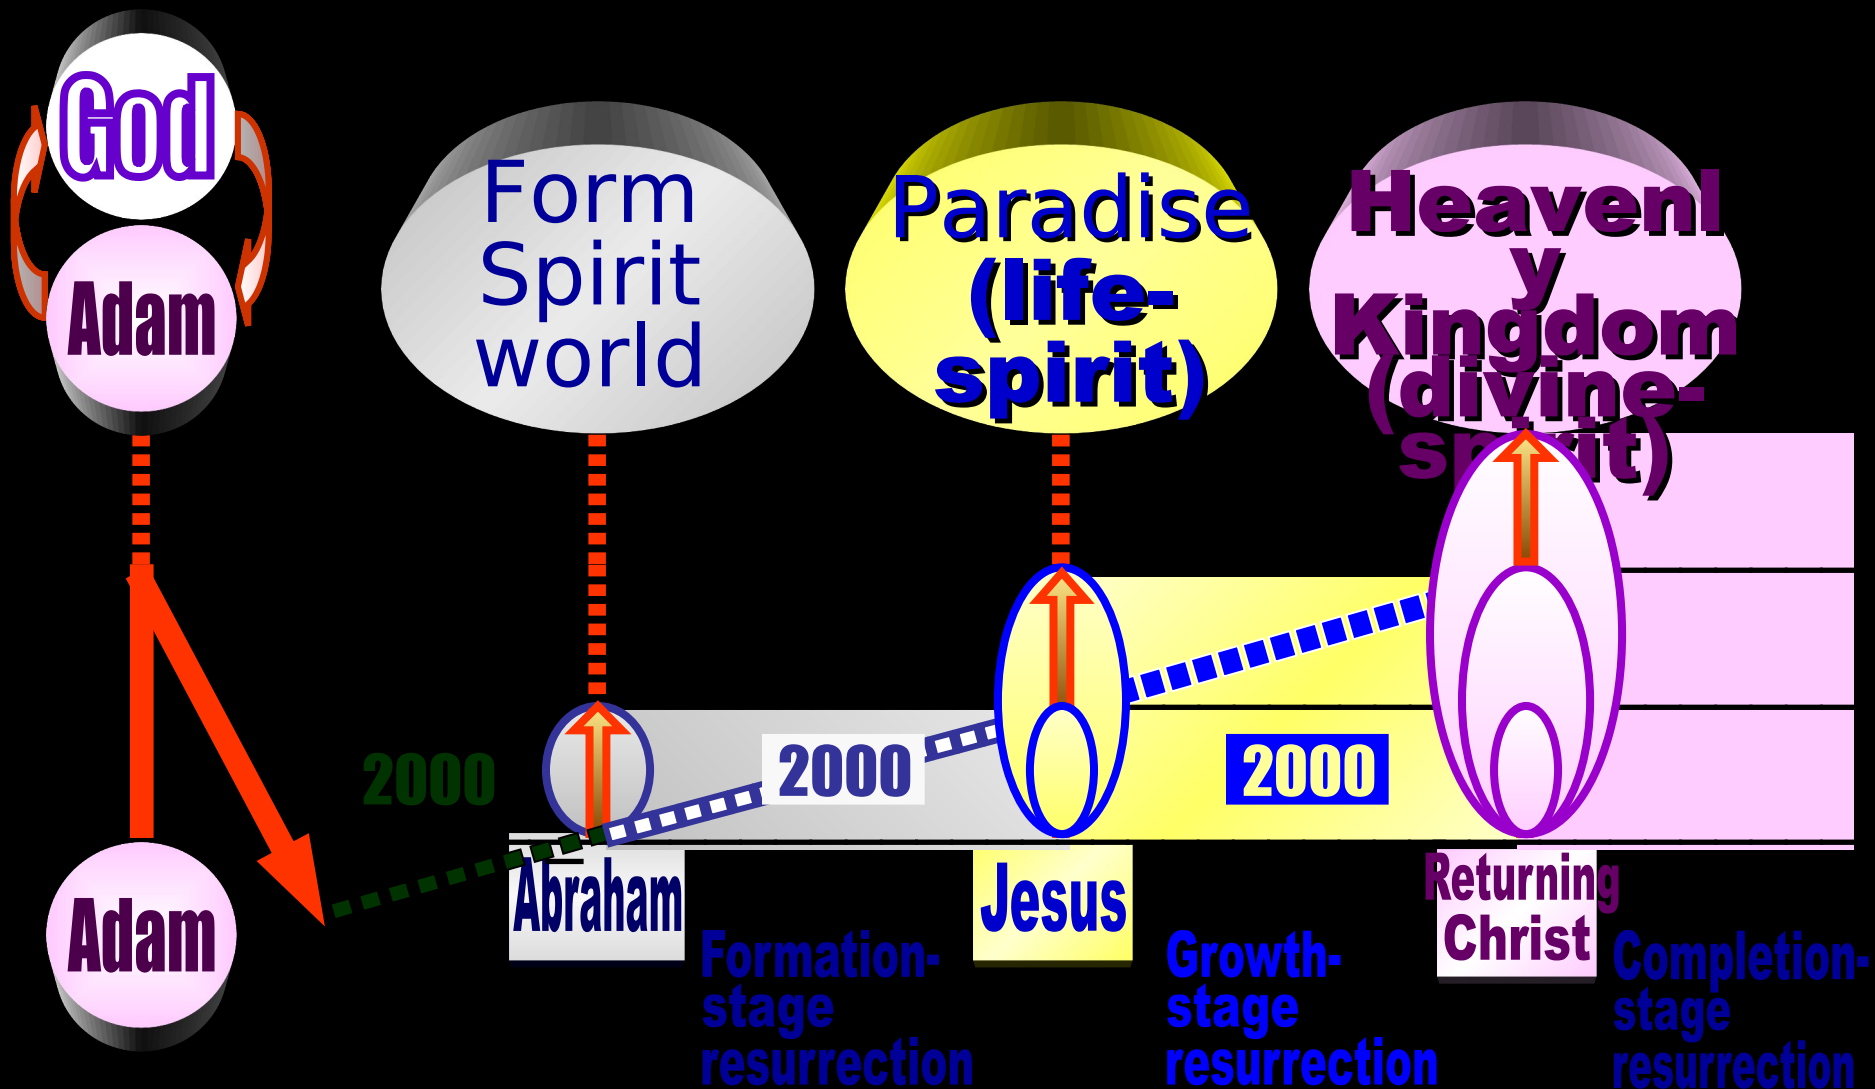 God
Adam
Form
Spirit
world
Paradise
(life-
spirit)
Heavenl
y
Kingdom
(divine-
spirit)
2000
2000
2000
Adam
Abraham
Jesus
Returning
Christ
Formation-
stage
resurrection
Growth-
stage
resurrection
Completion-
stage
resurrection